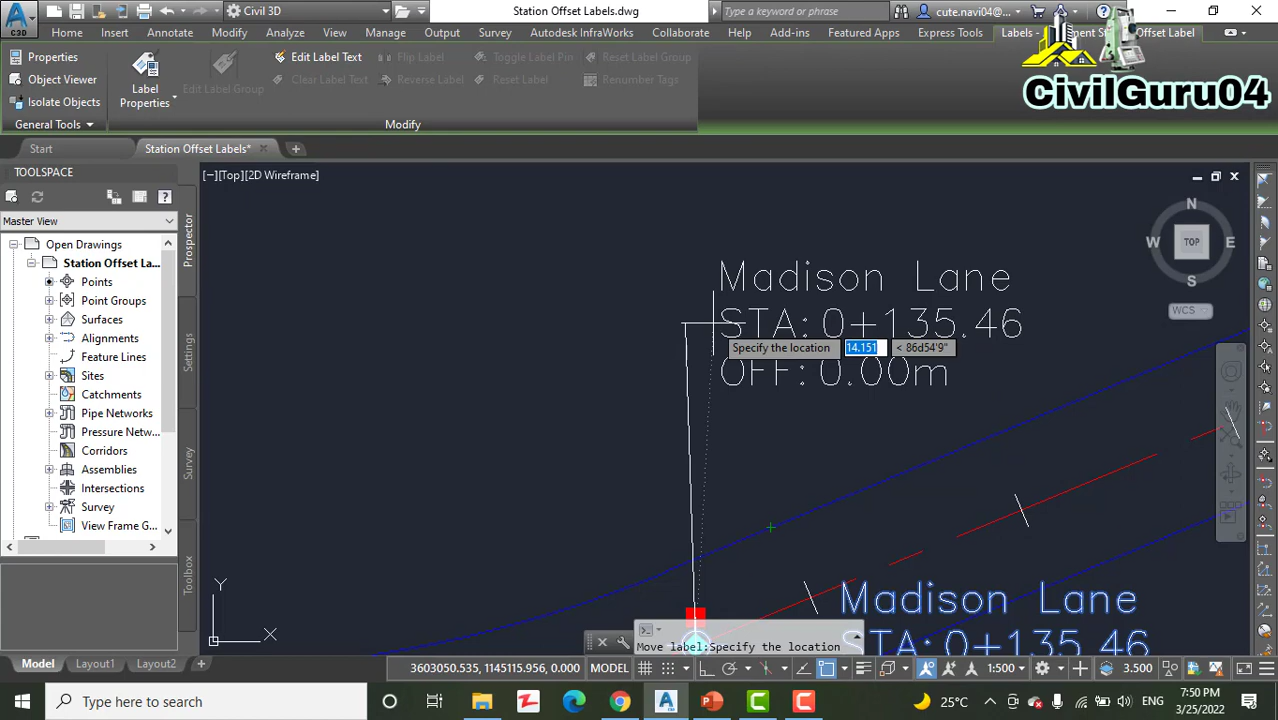 Civil 3D
Station Offset Labels.dwg
Type a keyword or phrase
cute.navi04@...
Home Insert Annotate Modify Analyze View Manage Output Survey Autodesk InfraWorks Collaborate Help Add-ins Featured Apps Express Tools Labels - Offset Label
C3D
CivilGuru04
Properties
Object Viewer
Isolate Objects
General Tools
Label
Properties
Edit Label Group
Edit Label Text
Clear Label Text
Flip Label
Reverse Label
Toggle Label Pin
Reset Label
Reset Label Group
Renumber Tags
Modify
Start
Station Offset Labels*
TOOLSPACE
Master View
Open Drawings
Station Offset La...
Points
Point Groups
Surfaces
Alignments
Feature Lines
Sites
Catchments
Pipe Networks
Pressure Netw...
Corridors
Assemblies
Intersections
Survey
View Frame G...
Prospector
Settings
Survey
Toolbox
[−][Top][2D Wireframe]
N
W TOP E
S
WCS
Madison Lane
STA: 0+135.46
OFF: 0.00m
Specify the location 14.151 < 86d54'9"
Madison Lane
STA: 0+135.46
Y
X
Move label:Specify the location
Model Layout1 Layout2
3603050.535, 1145115.956, 0.000 MODEL
1:500
3.500
Type here to search
25°C
ENG
7:50 PM
3/25/2022